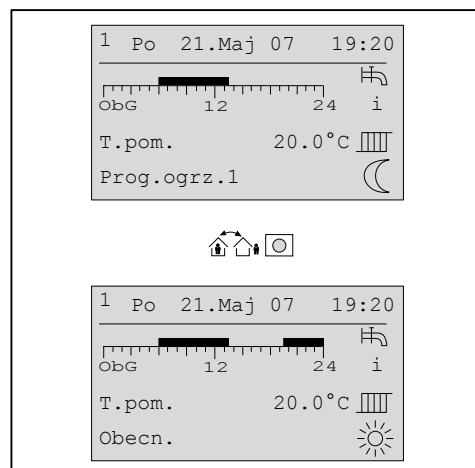 1 Po 21.Maj 07 19:20
ObG 12 24 i
T.pom. 20.0°C
Prog.ogrz.1
1 Po 21.Maj 07 19:20
ObG 12 24 i
T.pom. 20.0°C
Obecn.